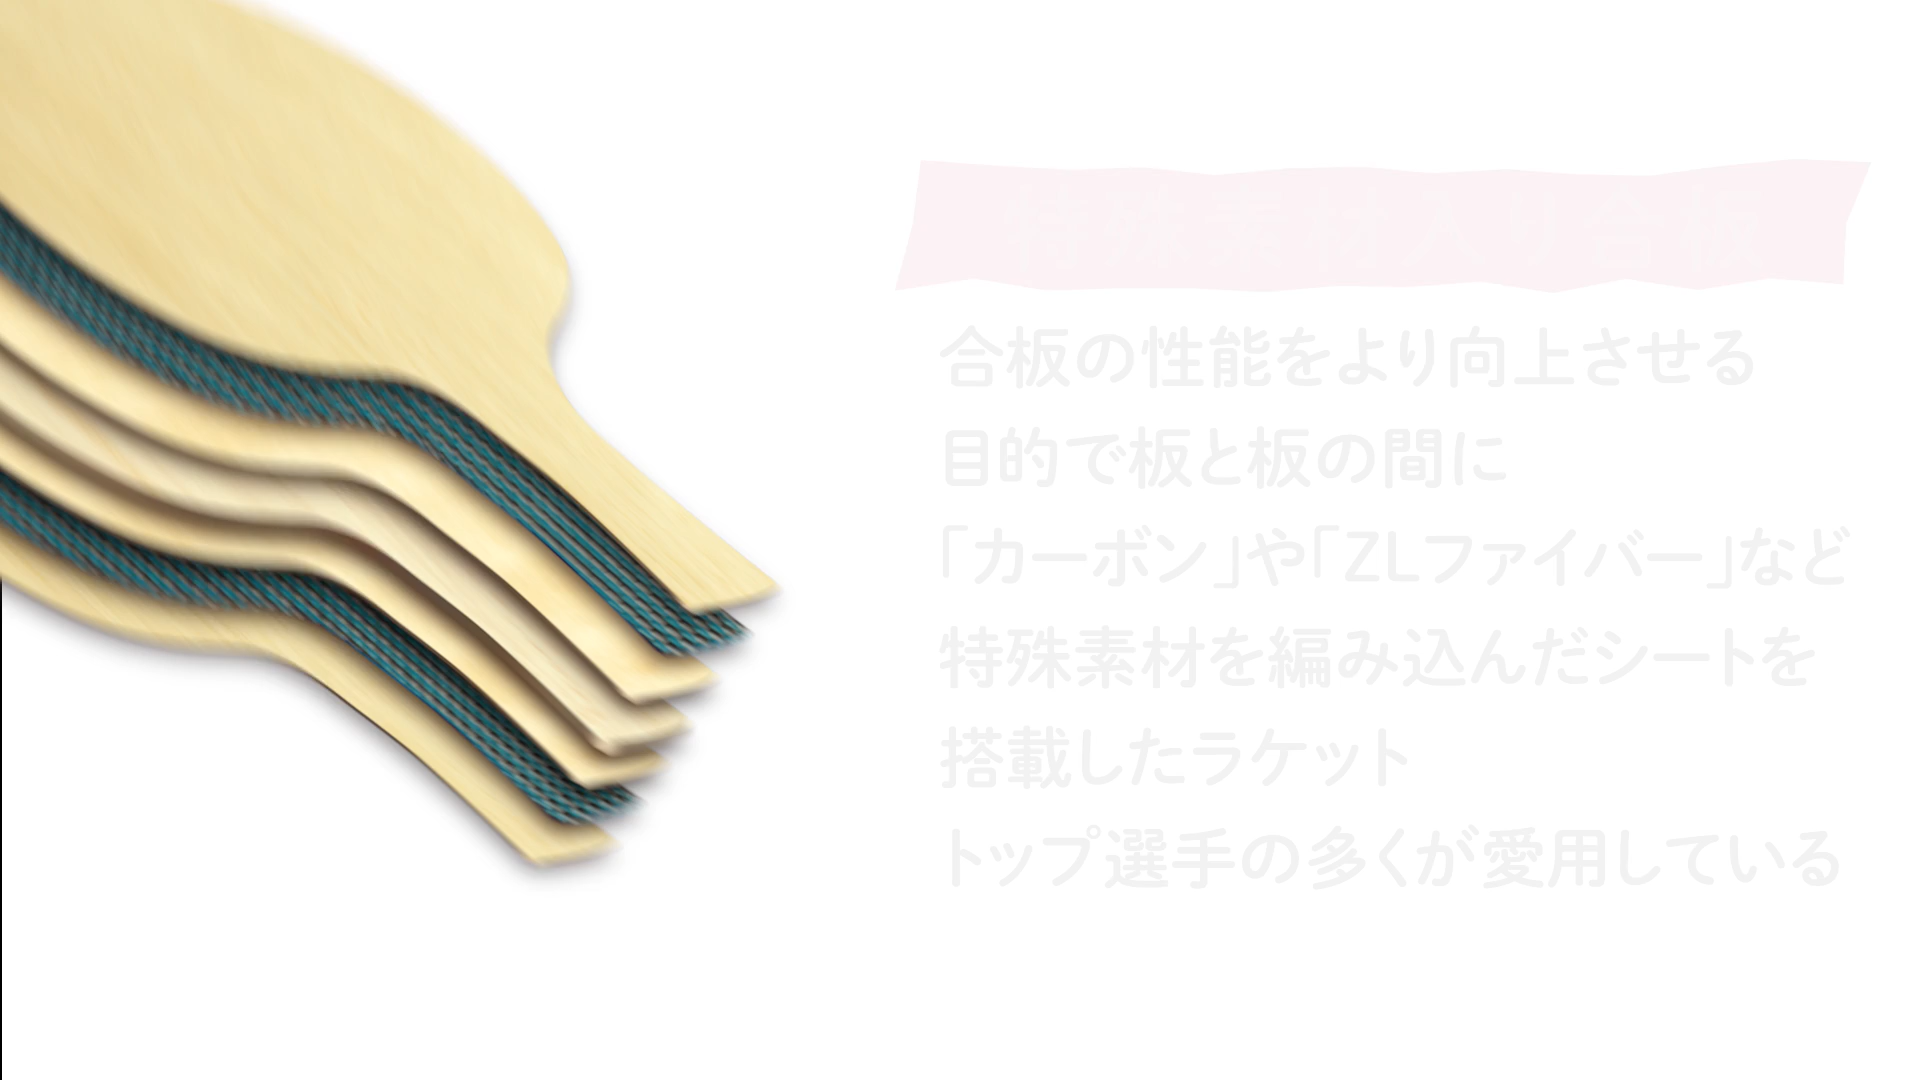 特殊素材入り合板
合板の性能をより向上させる
目的で板と板の間に
「カーボン」や「ZLファイバー」など
特殊素材を編み込んだシートを
搭載したラケット
トップ選手の多くが愛用している